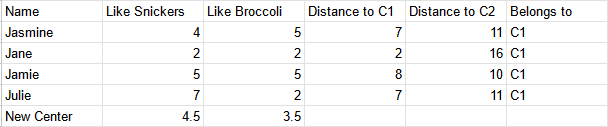 Name Like Snickers Like Broccoli Distance to C1 Distance to C2 Belongs to
Jasmine 4 5 7 11 C1
Jane 2 2 2 16 C1
Jamie 5 5 8 10 C1
Julie 7 2 7 11 C1
New Center 4.5 3.5